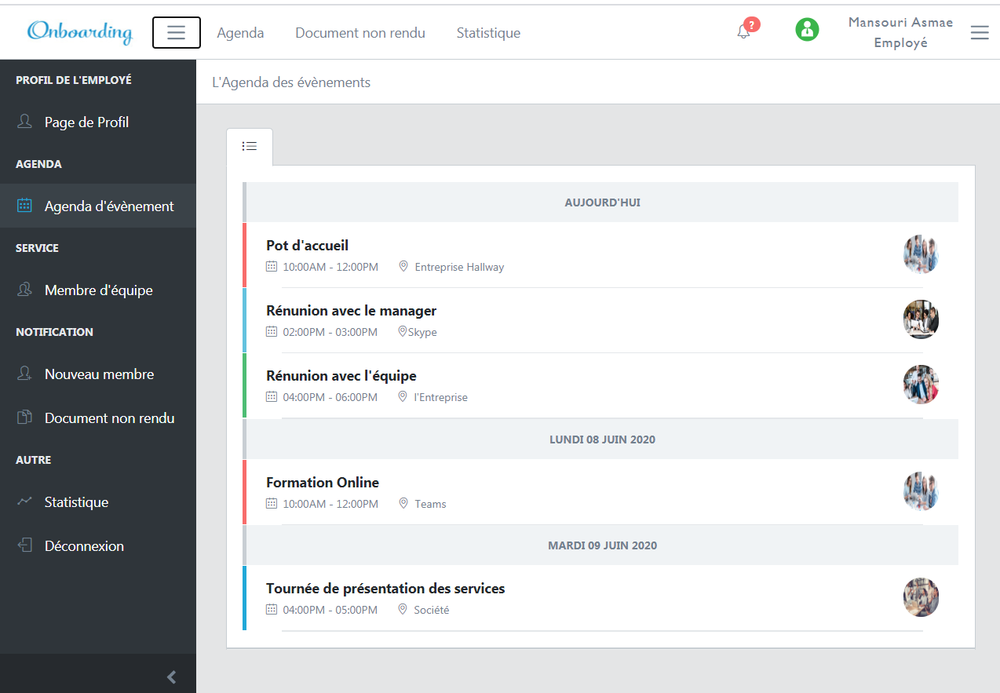 Onboarding
Agenda
Document non rendu
Statistique
?
Mansouri Asmae
Employé
PROFIL DE L'EMPLOYÉ
Page de Profil
AGENDA
Agenda d'évènement
SERVICE
Membre d'équipe
NOTIFICATION
Nouveau membre
Document non rendu
AUTRE
Statistique
Déconnexion
L'Agenda des évènements
AUJOURD'HUI
Pot d'accueil
10:00AM - 12:00PM Entreprise Hallway
Rénunion avec le manager
02:00PM - 03:00PM Skype
Rénunion avec l'équipe
04:00PM - 06:00PM l'Entreprise
LUNDI 08 JUIN 2020
Formation Online
10:00AM - 12:00PM Teams
MARDI 09 JUIN 2020
Tournée de présentation des services
04:00PM - 05:00PM Société